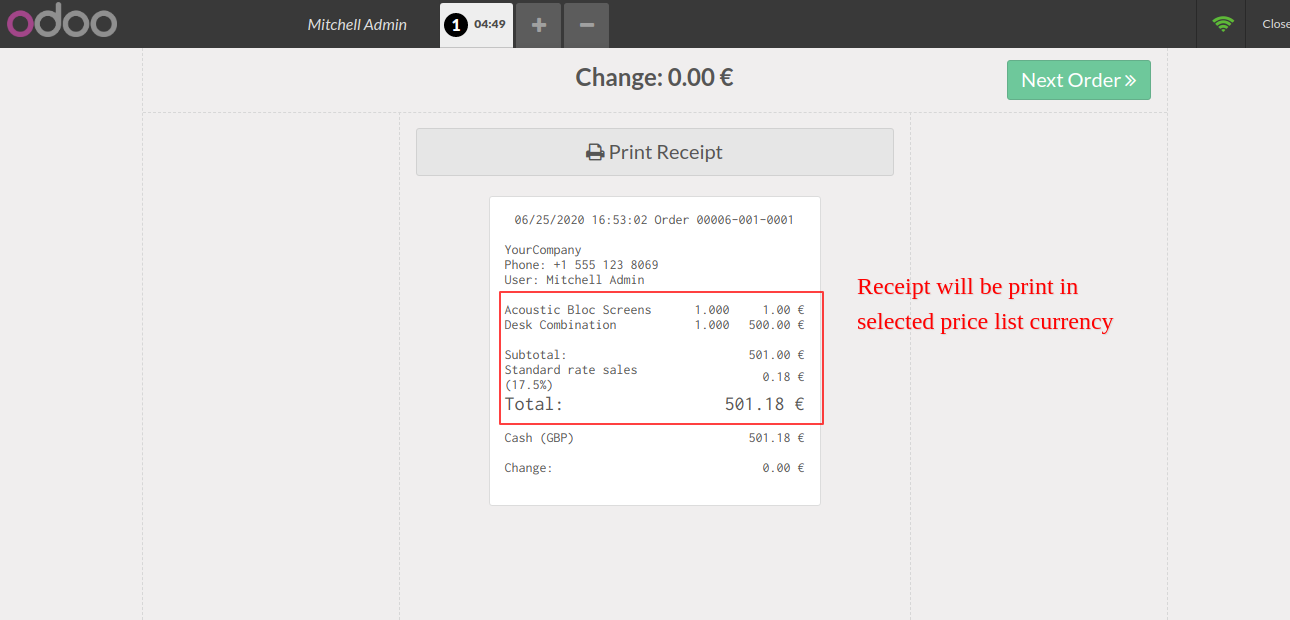 odoo
Mitchell Admin
1 04:49
Close
Change: 0.00 €
Next Order »
Print Receipt
06/25/2020 16:53:02 Order 00006-001-0001
YourCompany
Phone: +1 555 123 8069
User: Mitchell Admin
Acoustic Bloc Screens 1.000 1.00 €
Desk Combination 1.000 500.00 €
Subtotal: 501.00 €
Standard rate sales
(17.5%) 0.18 €
Total: 501.18 €
Cash (GBP) 501.18 €
Change: 0.00 €
Receipt will be print in
selected price list currency